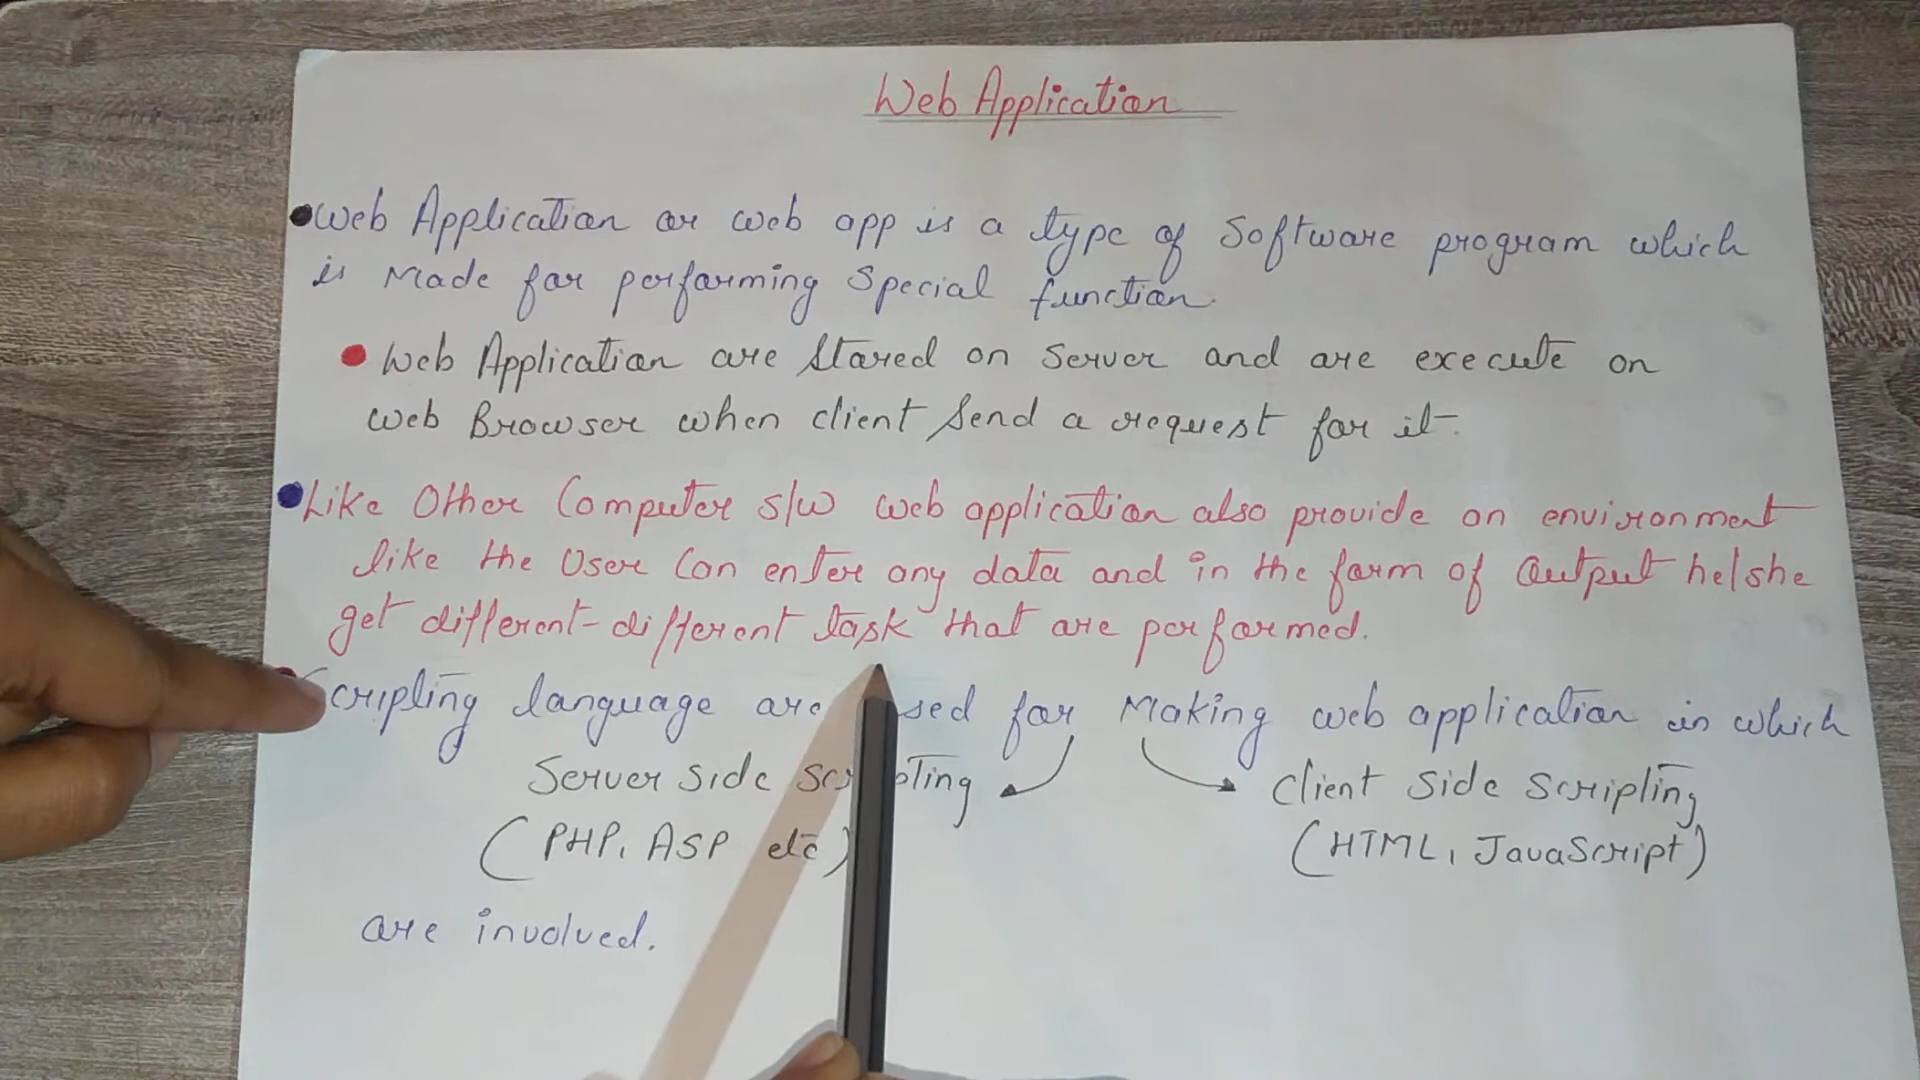 Web Application
Web Application or web app is a type of Software program which
is Made for performing Special function.
Web Application are stored on Server and are execute on
web Browser when client send a request for it.
Like Other Computer s/w web application also provide an environment
like the User Can enter any data and in the form of Output he/she
get different-different task that are performed.
Scripting language are used for Making web application in which
Server side scripting
Client Side Scripting
(PHP, ASP etc)
(HTML, JavaScript)
are involved.